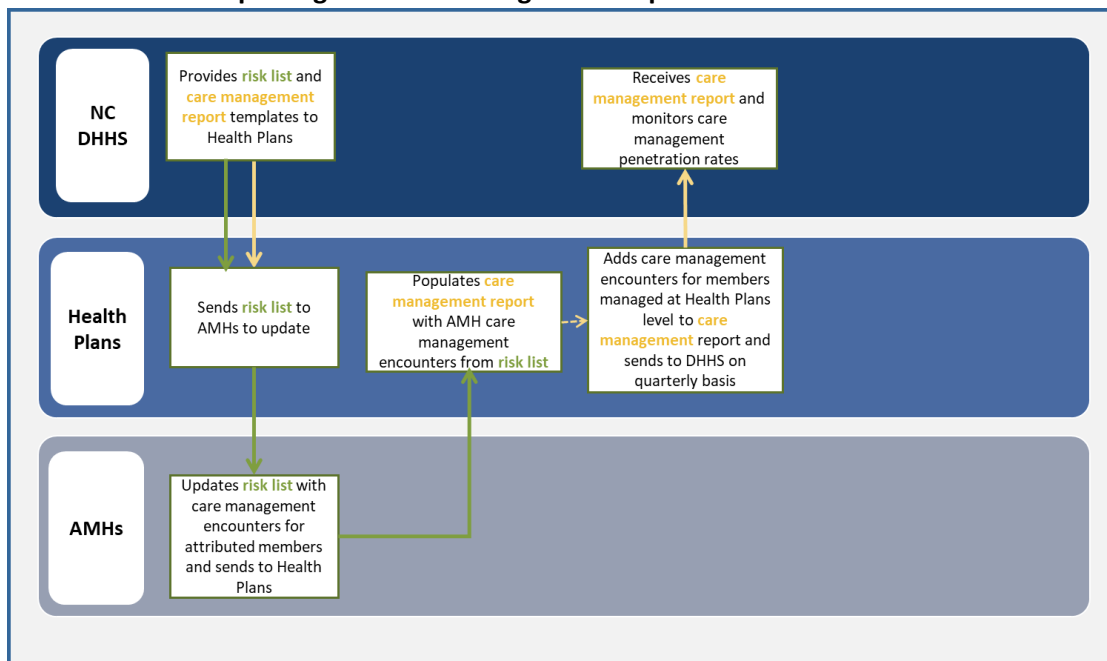 NC
DHHS
Provides risk list and
care management
report templates to
Health Plans
Receives care
management report and
monitors care
management
penetration rates
Health
Plans
Sends risk list to
AMHs to update
Populates care
management report
with AMH care
management
encounters from risk list
Adds care management
encounters for members
managed at Health Plans
level to care
management report and
sends to DHHS on
quarterly basis
AMHs
Updates risk list with
care management
encounters for
attributed members
and sends to Health
Plans